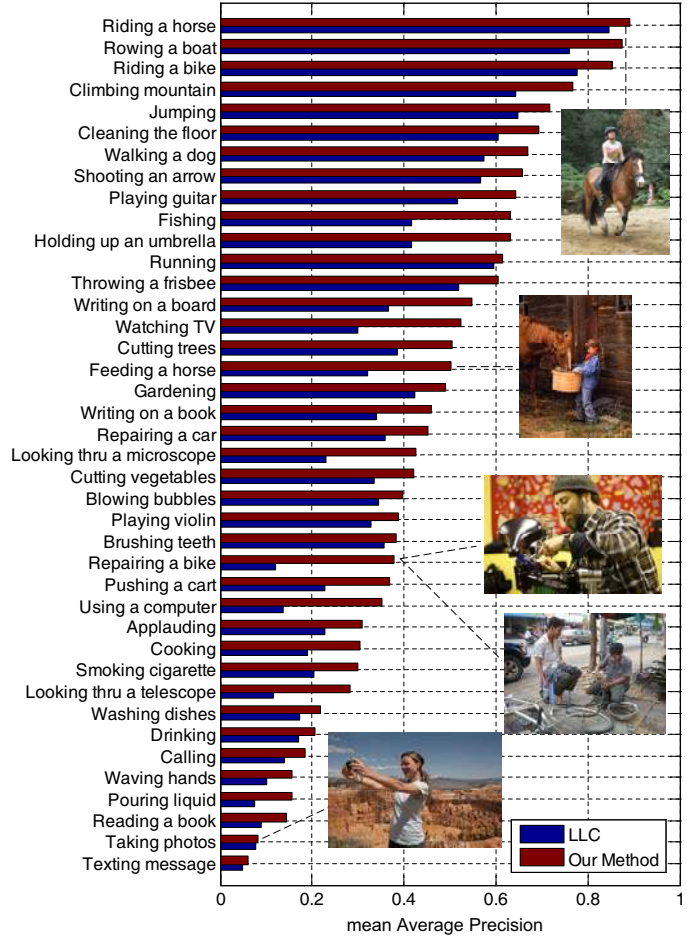 Riding a horse
Rowing a boat
Riding a bike
Climbing mountain
Jumping
Cleaning the floor
Walking a dog
Shooting an arrow
Playing guitar
Fishing
Holding up an umbrella
Running
Throwing a frisbee
Writing on a board
Watching TV
Cutting trees
Feeding a horse
Gardening
Writing on a book
Repairing a car
Looking thru a microscope
Cutting vegetables
Blowing bubbles
Playing violin
Brushing teeth
Repairing a bike
Pushing a cart
Using a computer
Applauding
Cooking
Smoking cigarette
Looking thru a telescope
Washing dishes
Drinking
Calling
Waving hands
Pouring liquid
Reading a book
Taking photos
Texting message
LLC
Our Method
0 0.2 0.4 0.6 0.8 1
mean Average Precision